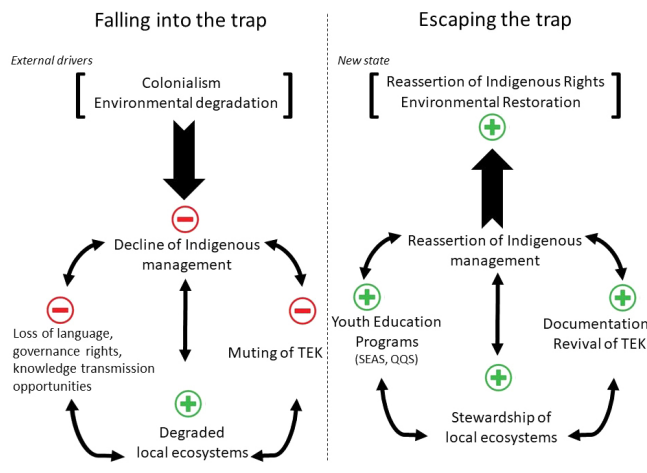 Falling into the trap
External drivers
Colonialism
Environmental degradation
Decline of Indigenous
management
Loss of language,
governance rights,
knowledge transmission
opportunities
Muting of TEK
Degraded
local ecosystems
Escaping the trap
New state
Reassertion of Indigenous Rights
Environmental Restoration
Reassertion of Indigenous
management
Youth Education
Programs
(SEAS, QQS)
Documentation
Revival of TEK
Stewardship of
local ecosystems